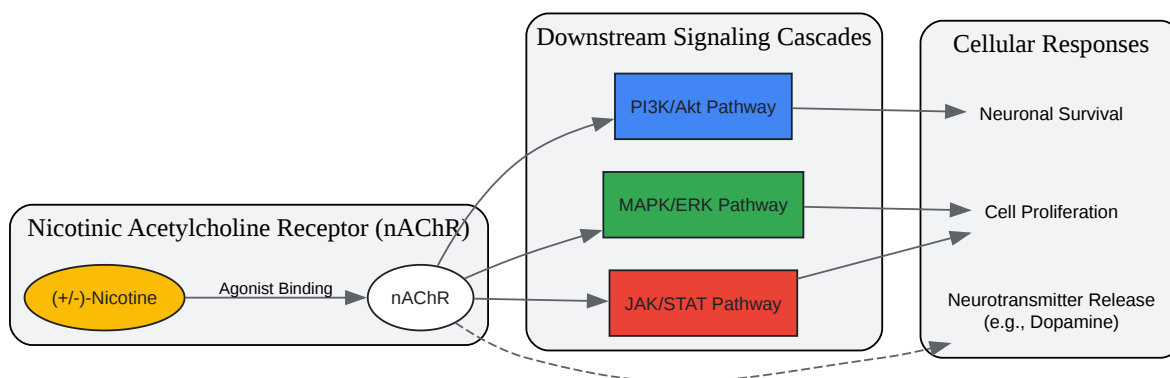 Nicotinic Acetylcholine Receptor (nAChR)
(+/-)-Nicotine
Agonist Binding
nAChR
Downstream Signaling Cascades
PI3K/Akt Pathway
MAPK/ERK Pathway
JAK/STAT Pathway
Cellular Responses
Neuronal Survival
Cell Proliferation
Neurotransmitter Release
(e.g., Dopamine)